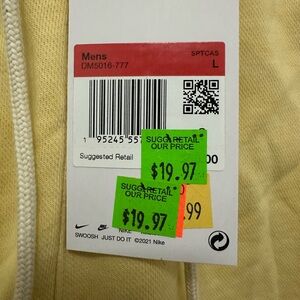 Mens
SPTCAS
DM5016-777
L
1 95245 55
SUGG RETAIL
OUR PRICE
$19.97
Suggested Retail
00
SUGG RETAIL
OUR PRICE
$19.97
.99
NIKE
SWOOSH JUST DO IT ©2021 Nike